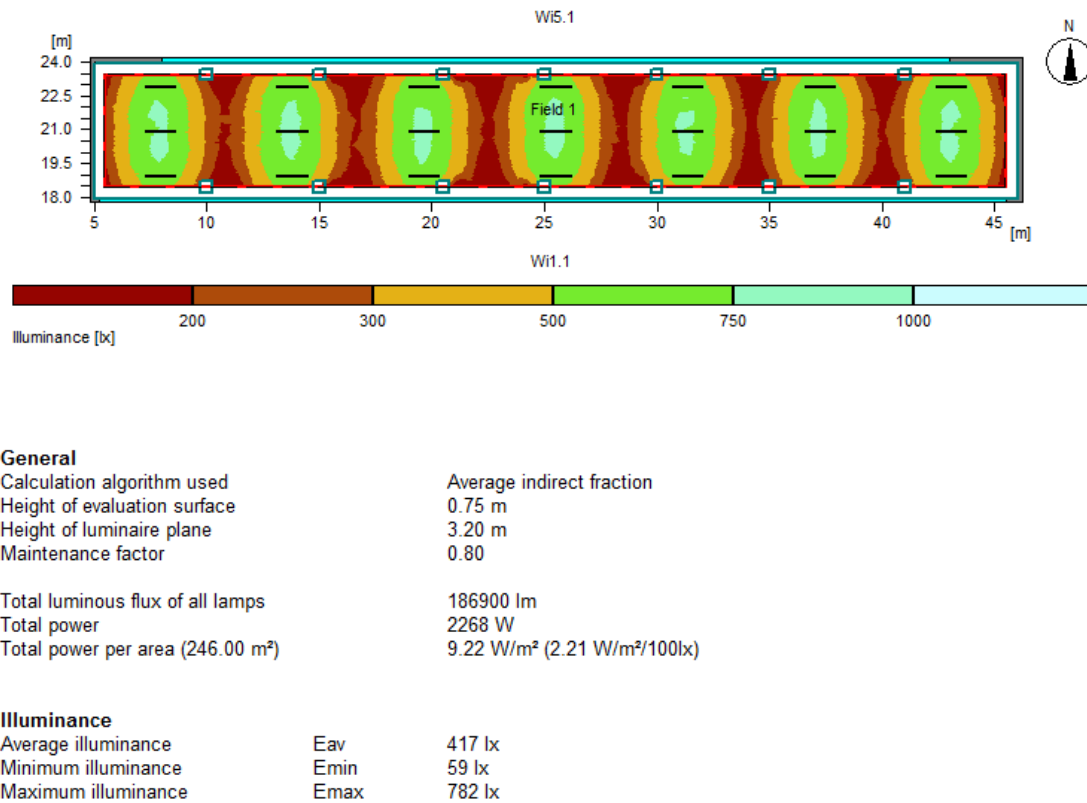 Wi5.1
N
[m]
24.0
22.5
21.0
19.5
18.0
Field 1
5 10 15 20 25 30 35 40 45
[m]
Wi1.1
200 300 500 750 1000
Illuminance [lx]
General
Calculation algorithm used Average indirect fraction
Height of evaluation surface 0.75 m
Height of luminaire plane 3.20 m
Maintenance factor 0.80
Total luminous flux of all lamps 186900 lm
Total power 2268 W
Total power per area (246.00 m²) 9.22 W/m² (2.21 W/m²/100lx)
Illuminance
Average illuminance Eav 417 lx
Minimum illuminance Emin 59 lx
Maximum illuminance Emax 782 lx